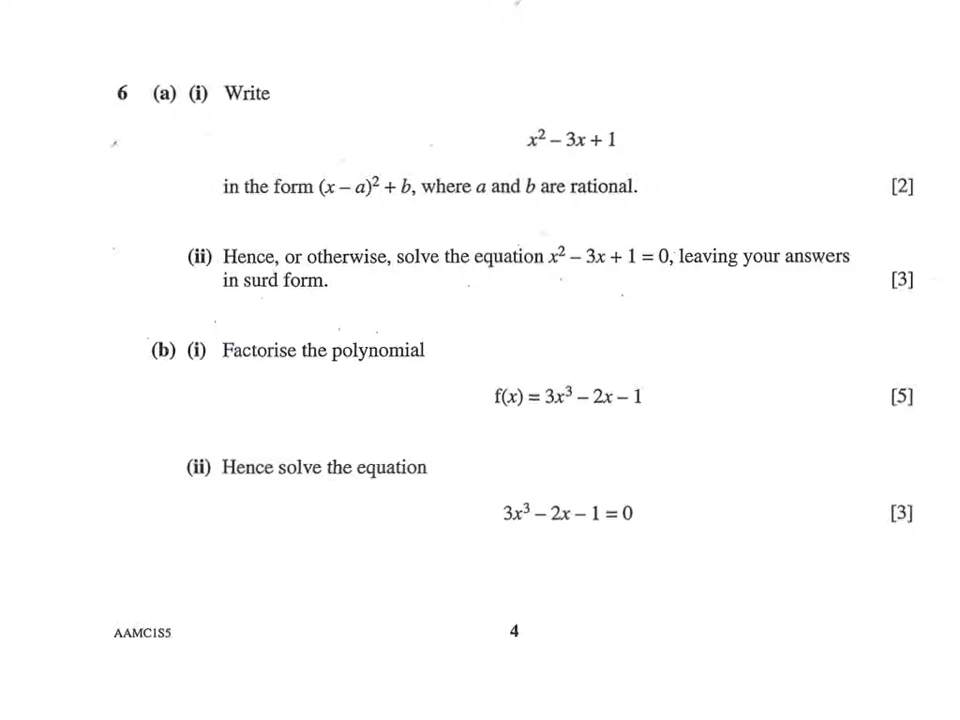 6 (a) (i) Write
x² – 3x + 1
in the form (x – a)² + b, where a and b are rational. [2]
(ii) Hence, or otherwise, solve the equation x² – 3x + 1 = 0, leaving your answers
in surd form. [3]
(b) (i) Factorise the polynomial
f(x) = 3x³ – 2x – 1 [5]
(ii) Hence solve the equation
3x³ – 2x – 1 = 0 [3]
AAMC1S5 4